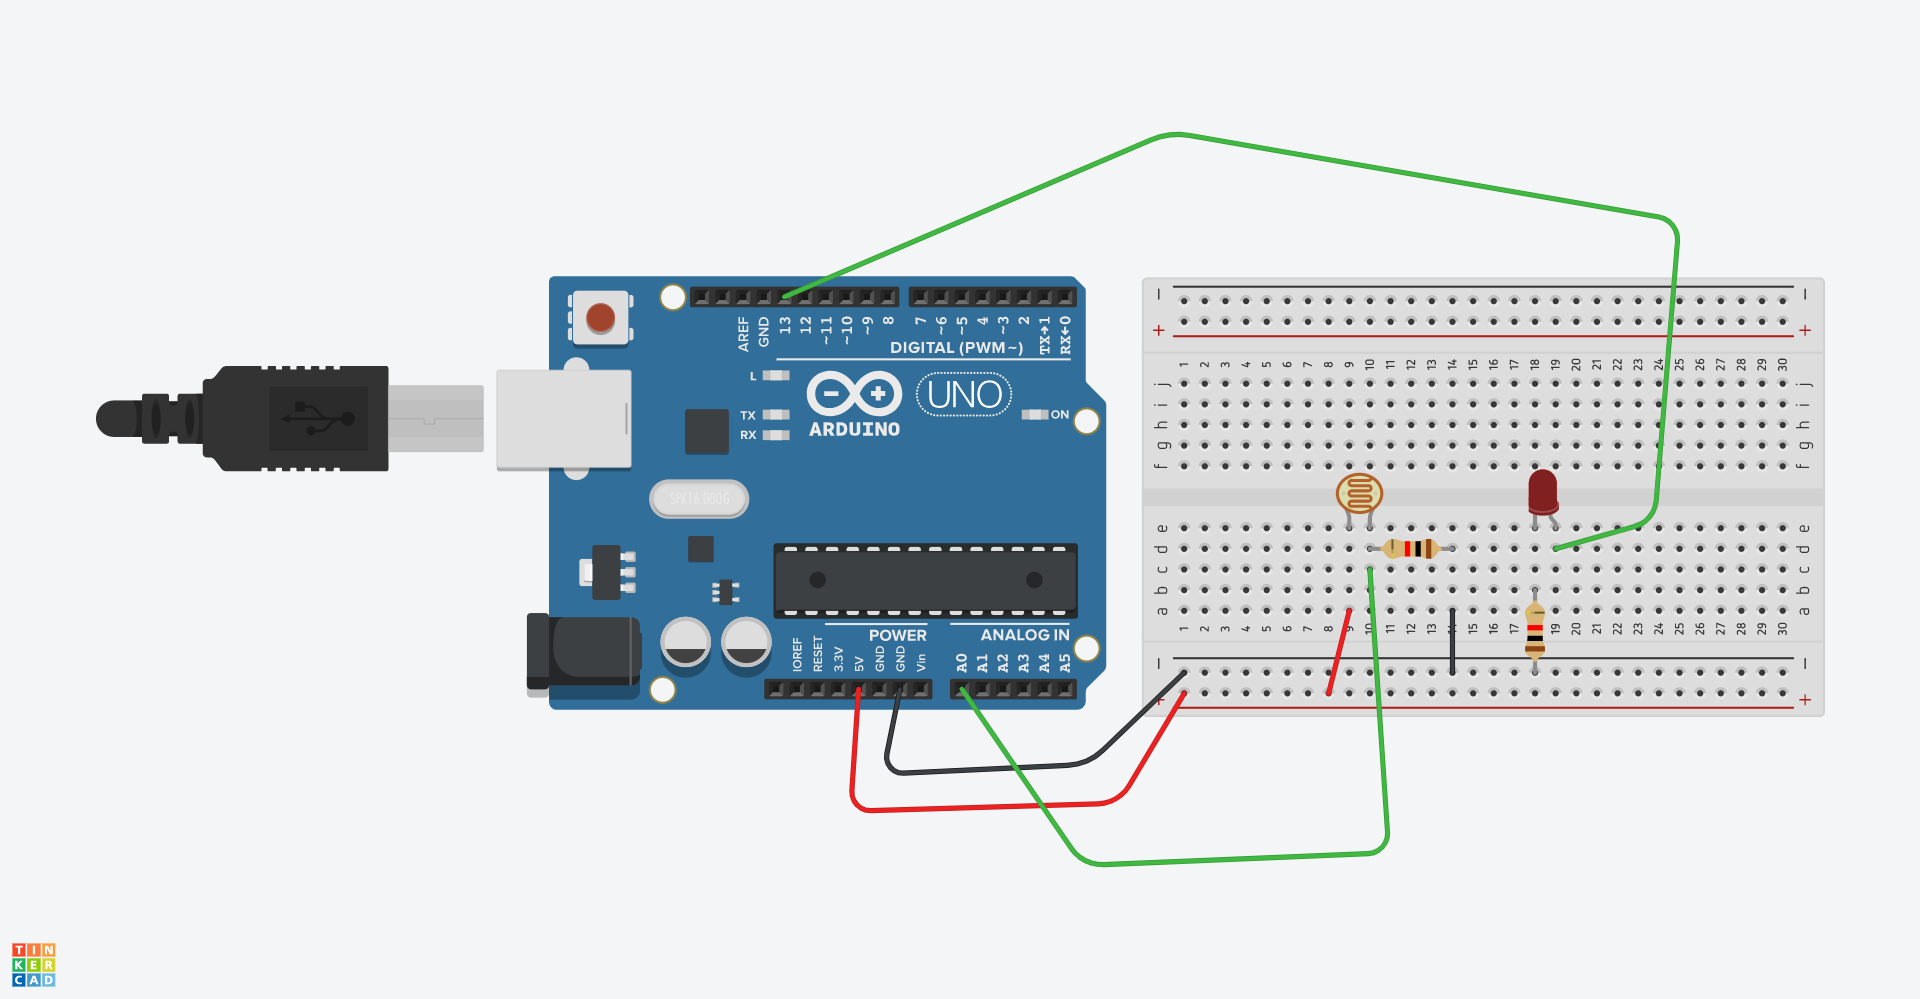 AREF
GND
13
12
~11
~10
~9
8
7
~6
~5
4
~3
2
TX→1
RX←0
DIGITAL (PWM~)
L
TX
RX
UNO
ON
ARDUINO
SPK16.000G
POWER
ANALOG IN
IOREF
RESET
3.3V
5V
GND
GND
Vin
A0
A1
A2
A3
A4
A5
1 2 3 4 5 6 7 8 9 10 11 12 13 14 15 16 17 18 19 20 21 22 23 24 25 26 27 28 29 30
j j
i i
h h
g g
f f
e e
d d
c c
b b
a a
1 2 3 4 5 6 7 8 9 10 11 12 13 14 15 16 17 18 19 20 21 22 23 24 25 26 27 28 29 30
TIN
KER
CAD